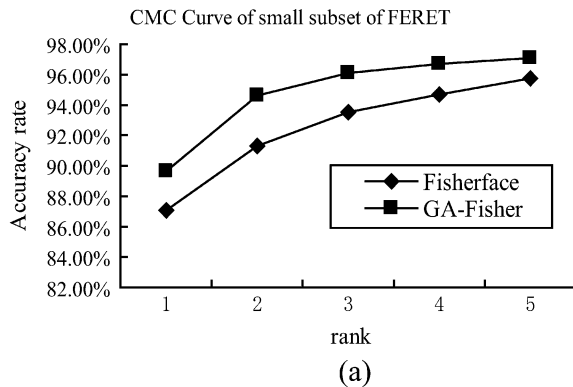 CMC Curve of small subset of FERET
98.00%
96.00%
94.00%
92.00%
90.00%
88.00%
86.00%
84.00%
82.00%
Accuracy rate
Fisherface
GA-Fisher
1 2 3 4 5
rank
(a)